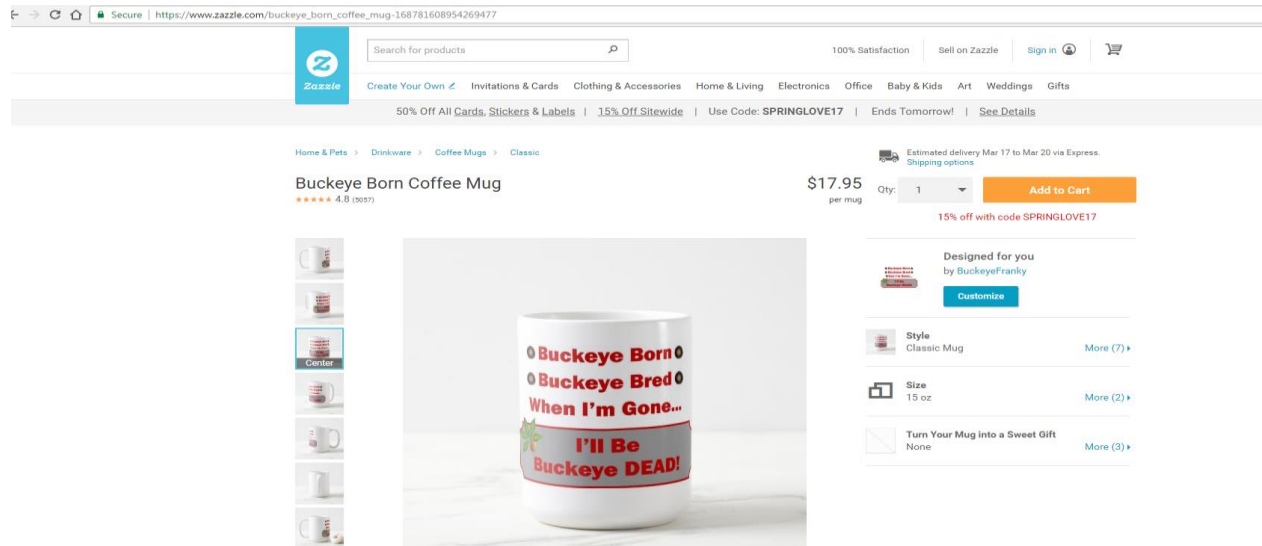 Secure | https://www.zazzle.com/buckeye_born_coffee_mug-168781608954269477
Search for products
100% Satisfaction Sell on Zazzle Sign in
Zazzle
Create Your Own Invitations & Cards Clothing & Accessories Home & Living Electronics Office Baby & Kids Art Weddings Gifts
50% Off All Cards, Stickers & Labels | 15% Off Sitewide | Use Code: SPRINGLOVE17 | Ends Tomorrow! | See Details
Home & Pets > Drinkware > Coffee Mugs > Classic
Estimated delivery Mar 17 to Mar 20 via Express.
Shipping options
Buckeye Born Coffee Mug
4.8 (5057)
$17.95
per mug
Qty: 1
Add to Cart
15% off with code SPRINGLOVE17
Center
Buckeye Born
Buckeye Bred
When I'm Gone...
I'll Be
Buckeye DEAD!
Designed for you
by BuckeyeFranky
Customize
Style
Classic Mug More (7)
Size
15 oz More (2)
Turn Your Mug into a Sweet Gift
None More (3)